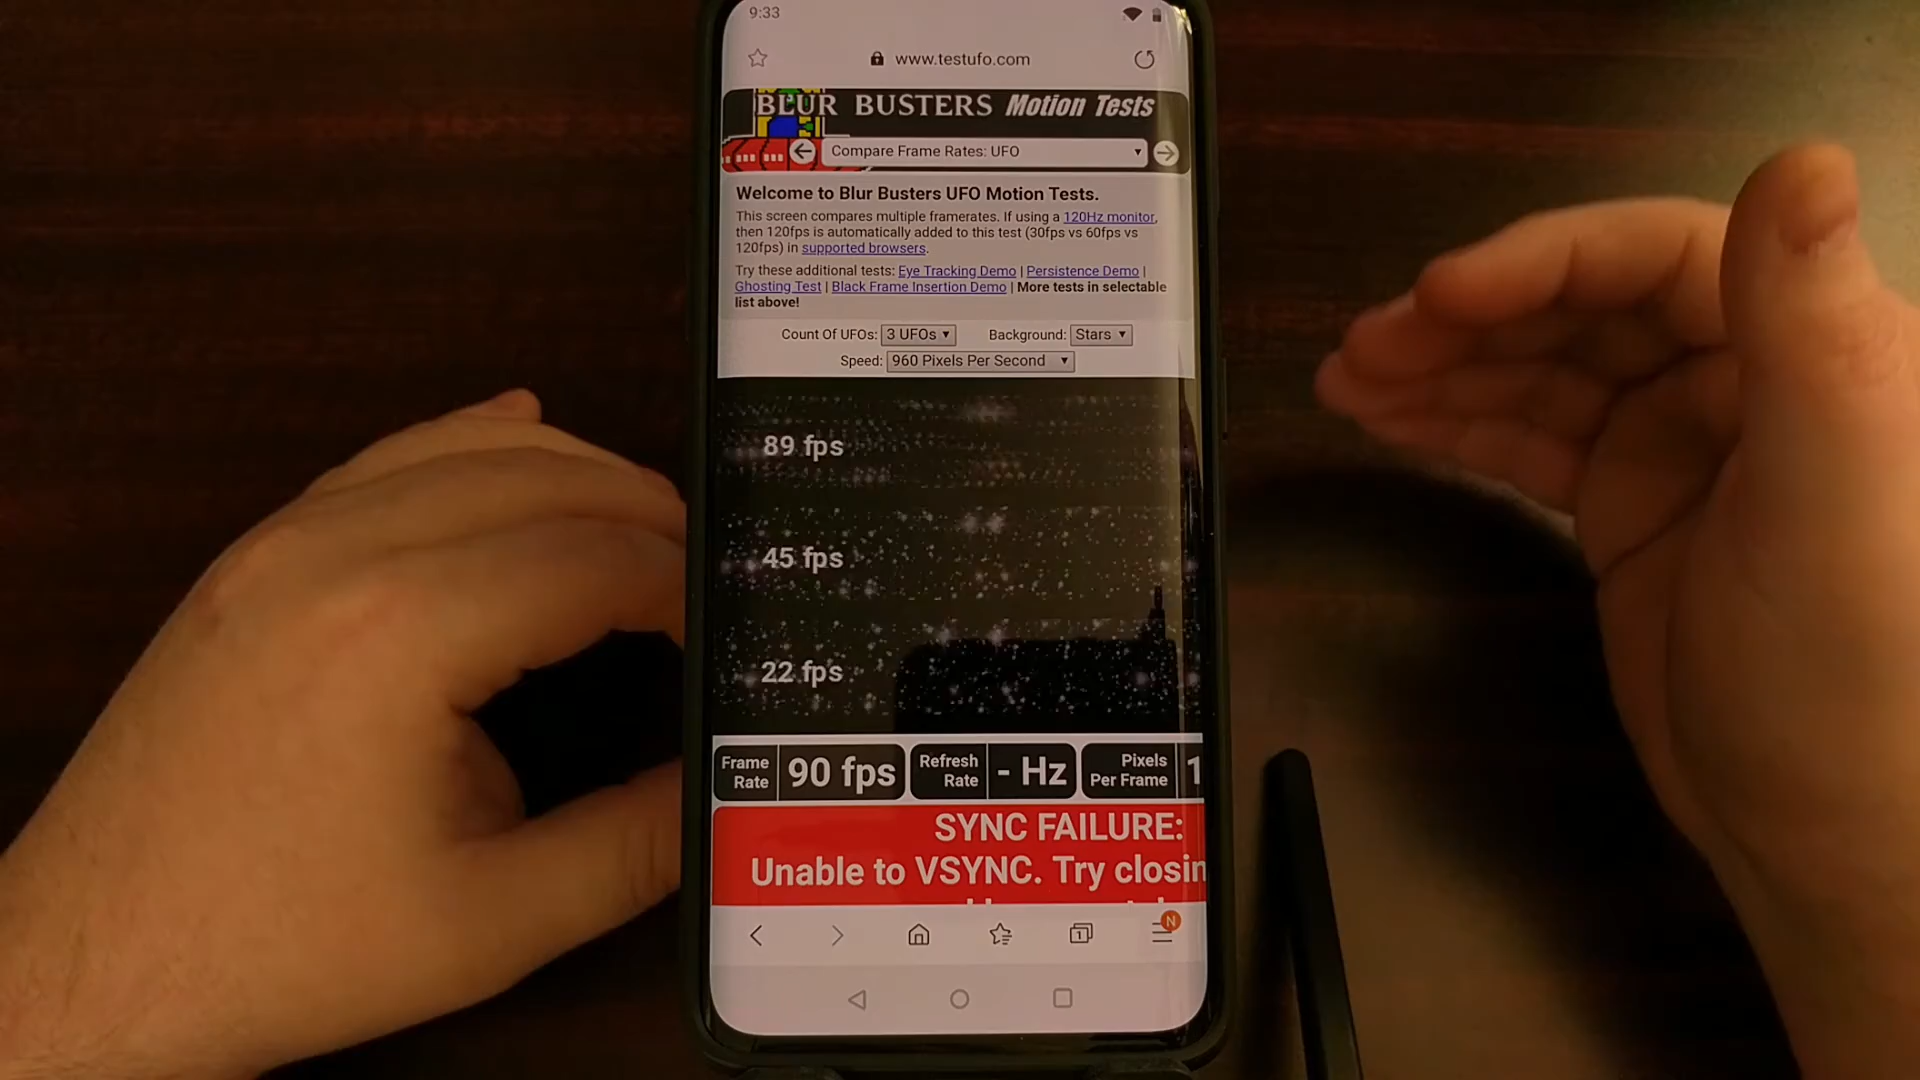 9:33
www.testufo.com
BLUR BUSTERS Motion Tests
Compare Frame Rates: UFO
Welcome to Blur Busters UFO Motion Tests.
This screen compares multiple framerates. If using a 120Hz monitor,
then 120fps is automatically added to this test (30fps vs 60fps vs
120fps) in supported browsers.
Try these additional tests: Eye Tracking Demo | Persistence Demo |
Ghosting Test | Black Frame Insertion Demo | More tests in selectable
list above!
Count Of UFOs: 3 UFOs Background: Stars
Speed: 960 Pixels Per Second
89 fps
45 fps
22 fps
Frame Rate 90 fps Refresh Rate - Hz Pixels Per Frame 1
SYNC FAILURE:
Unable to VSYNC. Try closin
1
N